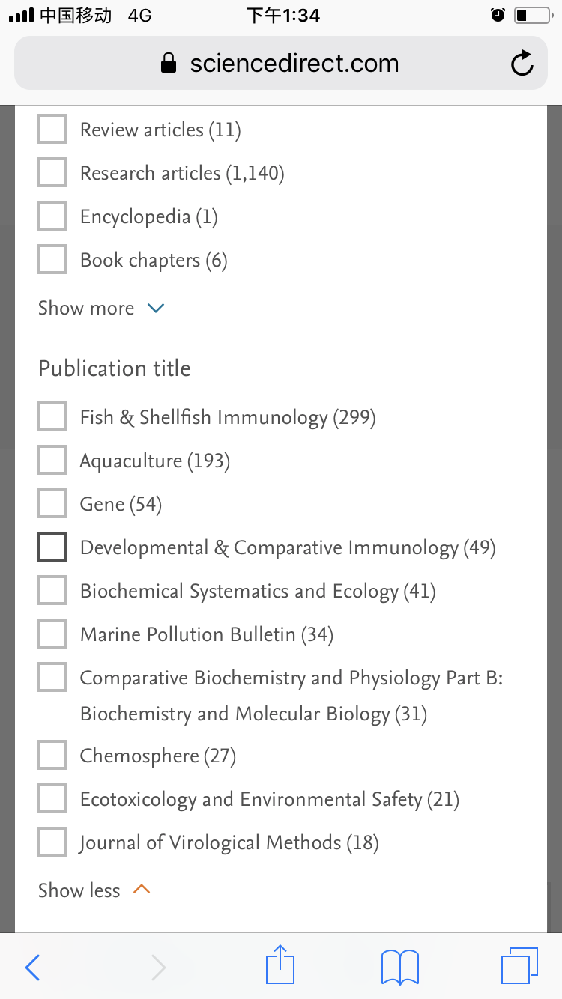 中国移动 4G 下午1:34
sciencedirect.com
Review articles (11)
Research articles (1,140)
Encyclopedia (1)
Book chapters (6)
Show more
Publication title
Fish & Shellfish Immunology (299)
Aquaculture (193)
Gene (54)
Developmental & Comparative Immunology (49)
Biochemical Systematics and Ecology (41)
Marine Pollution Bulletin (34)
Comparative Biochemistry and Physiology Part B:
Biochemistry and Molecular Biology (31)
Chemosphere (27)
Ecotoxicology and Environmental Safety (21)
Journal of Virological Methods (18)
Show less